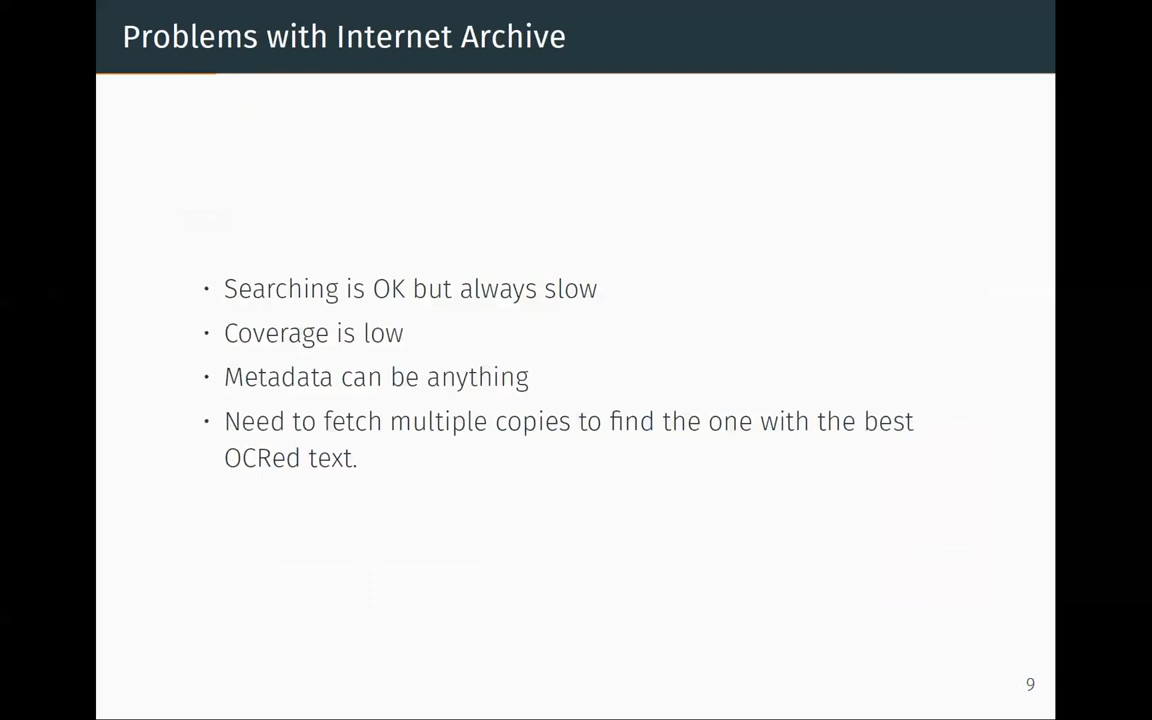 Problems with Internet Archive
· Searching is OK but always slow
· Coverage is low
· Metadata can be anything
· Need to fetch multiple copies to find the one with the best
OCRed text.
9